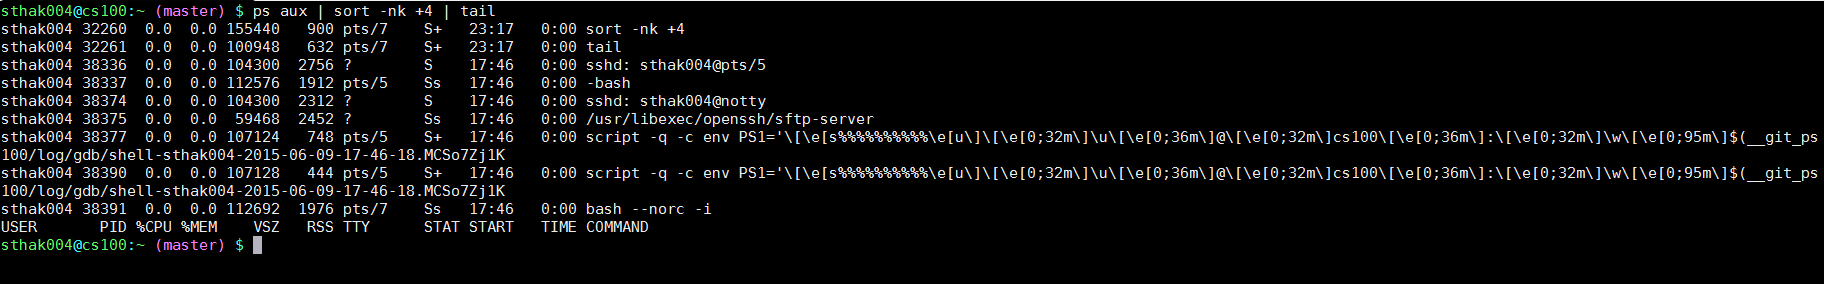 sthak004@cs100:~ (master) $ ps aux | sort -nk +4 | tail
sthak004 32260  0.0  0.0 155440   900 pts/7    S+   23:17   0:00 sort -nk +4
sthak004 32261  0.0  0.0 100948   632 pts/7    S+   23:17   0:00 tail
sthak004 38336  0.0  0.0 104300  2756 ?        S    17:46   0:00 sshd: sthak004@pts/5
sthak004 38337  0.0  0.0 112576  1912 pts/5    Ss   17:46   0:00 -bash
sthak004 38374  0.0  0.0 104300  2312 ?        S    17:46   0:00 sshd: sthak004@notty
sthak004 38375  0.0  0.0  59468  2452 ?        Ss   17:46   0:00 /usr/libexec/openssh/sftp-server
sthak004 38377  0.0  0.0 107124   748 pts/5    S+   17:46   0:00 script -q -c env PS1='\[\e[s%%%%%%%%%%\e[u\]\[\e[0;32m\]\u\[\e[0;36m\]@\[\e[0;32m\]cs100\[\e[0;36m\]:\[\e[0;32m\]\w\[\e[0;95m\]$(__git_ps
100/log/gdb/shell-sthak004-2015-06-09-17-46-18.MCSo7Zj1K
sthak004 38390  0.0  0.0 107128   444 pts/5    S+   17:46   0:00 script -q -c env PS1='\[\e[s%%%%%%%%%%\e[u\]\[\e[0;32m\]\u\[\e[0;36m\]@\[\e[0;32m\]cs100\[\e[0;36m\]:\[\e[0;32m\]\w\[\e[0;95m\]$(__git_ps
100/log/gdb/shell-sthak004-2015-06-09-17-46-18.MCSo7Zj1K
sthak004 38391  0.0  0.0 112692  1976 pts/7    Ss   17:46   0:00 bash --norc -i
USER       PID %CPU %MEM    VSZ   RSS TTY      STAT START   TIME COMMAND
sthak004@cs100:~ (master) $